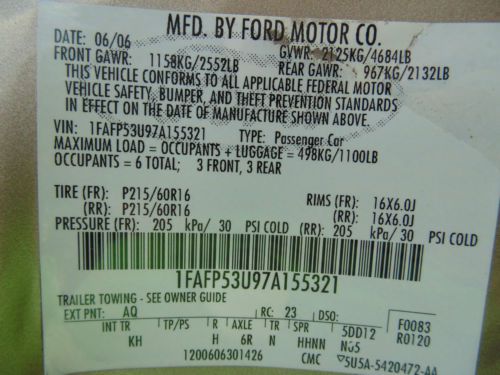 MFD. BY FORD MOTOR CO.
DATE: 06/06 GVWR: 2125KG/4684LB
FRONT GAWR: 1158KG/2552LB REAR GAWR: 967KG/2132LB
THIS VEHICLE CONFORMS TO ALL APPLICABLE FEDERAL MOTOR
VEHICLE SAFETY, BUMPER, AND THEFT PREVENTION STANDARDS
IN EFFECT ON THE DATE OF MANUFACTURE SHOWN ABOVE.
VIN: 1FAFP53U97A155321 TYPE: Passenger Car
MAXIMUM LOAD = OCCUPANTS + LUGGAGE = 498KG/1100LB
OCCUPANTS = 6 TOTAL; 3 FRONT, 3 REAR
TIRE (FR): P215/60R16 RIMS (FR): 16X6.0J
(RR): P215/60R16 (RR): 16X6.0J
PRESSURE (FR): 205 kPa/ 30 PSI COLD (RR): 205 kPa/ 30 PSI COLD
1FAFP53U97A155321
TRAILER TOWING - SEE OWNER GUIDE
EXT PNT: AQ RC: 23 DSO: F0083
INT TR TP/PS R AXLE TR SPR 5DD12 R0120
KH H 6R N HHNN N65
1200606301426 CMC 5U5A-5420472-AA